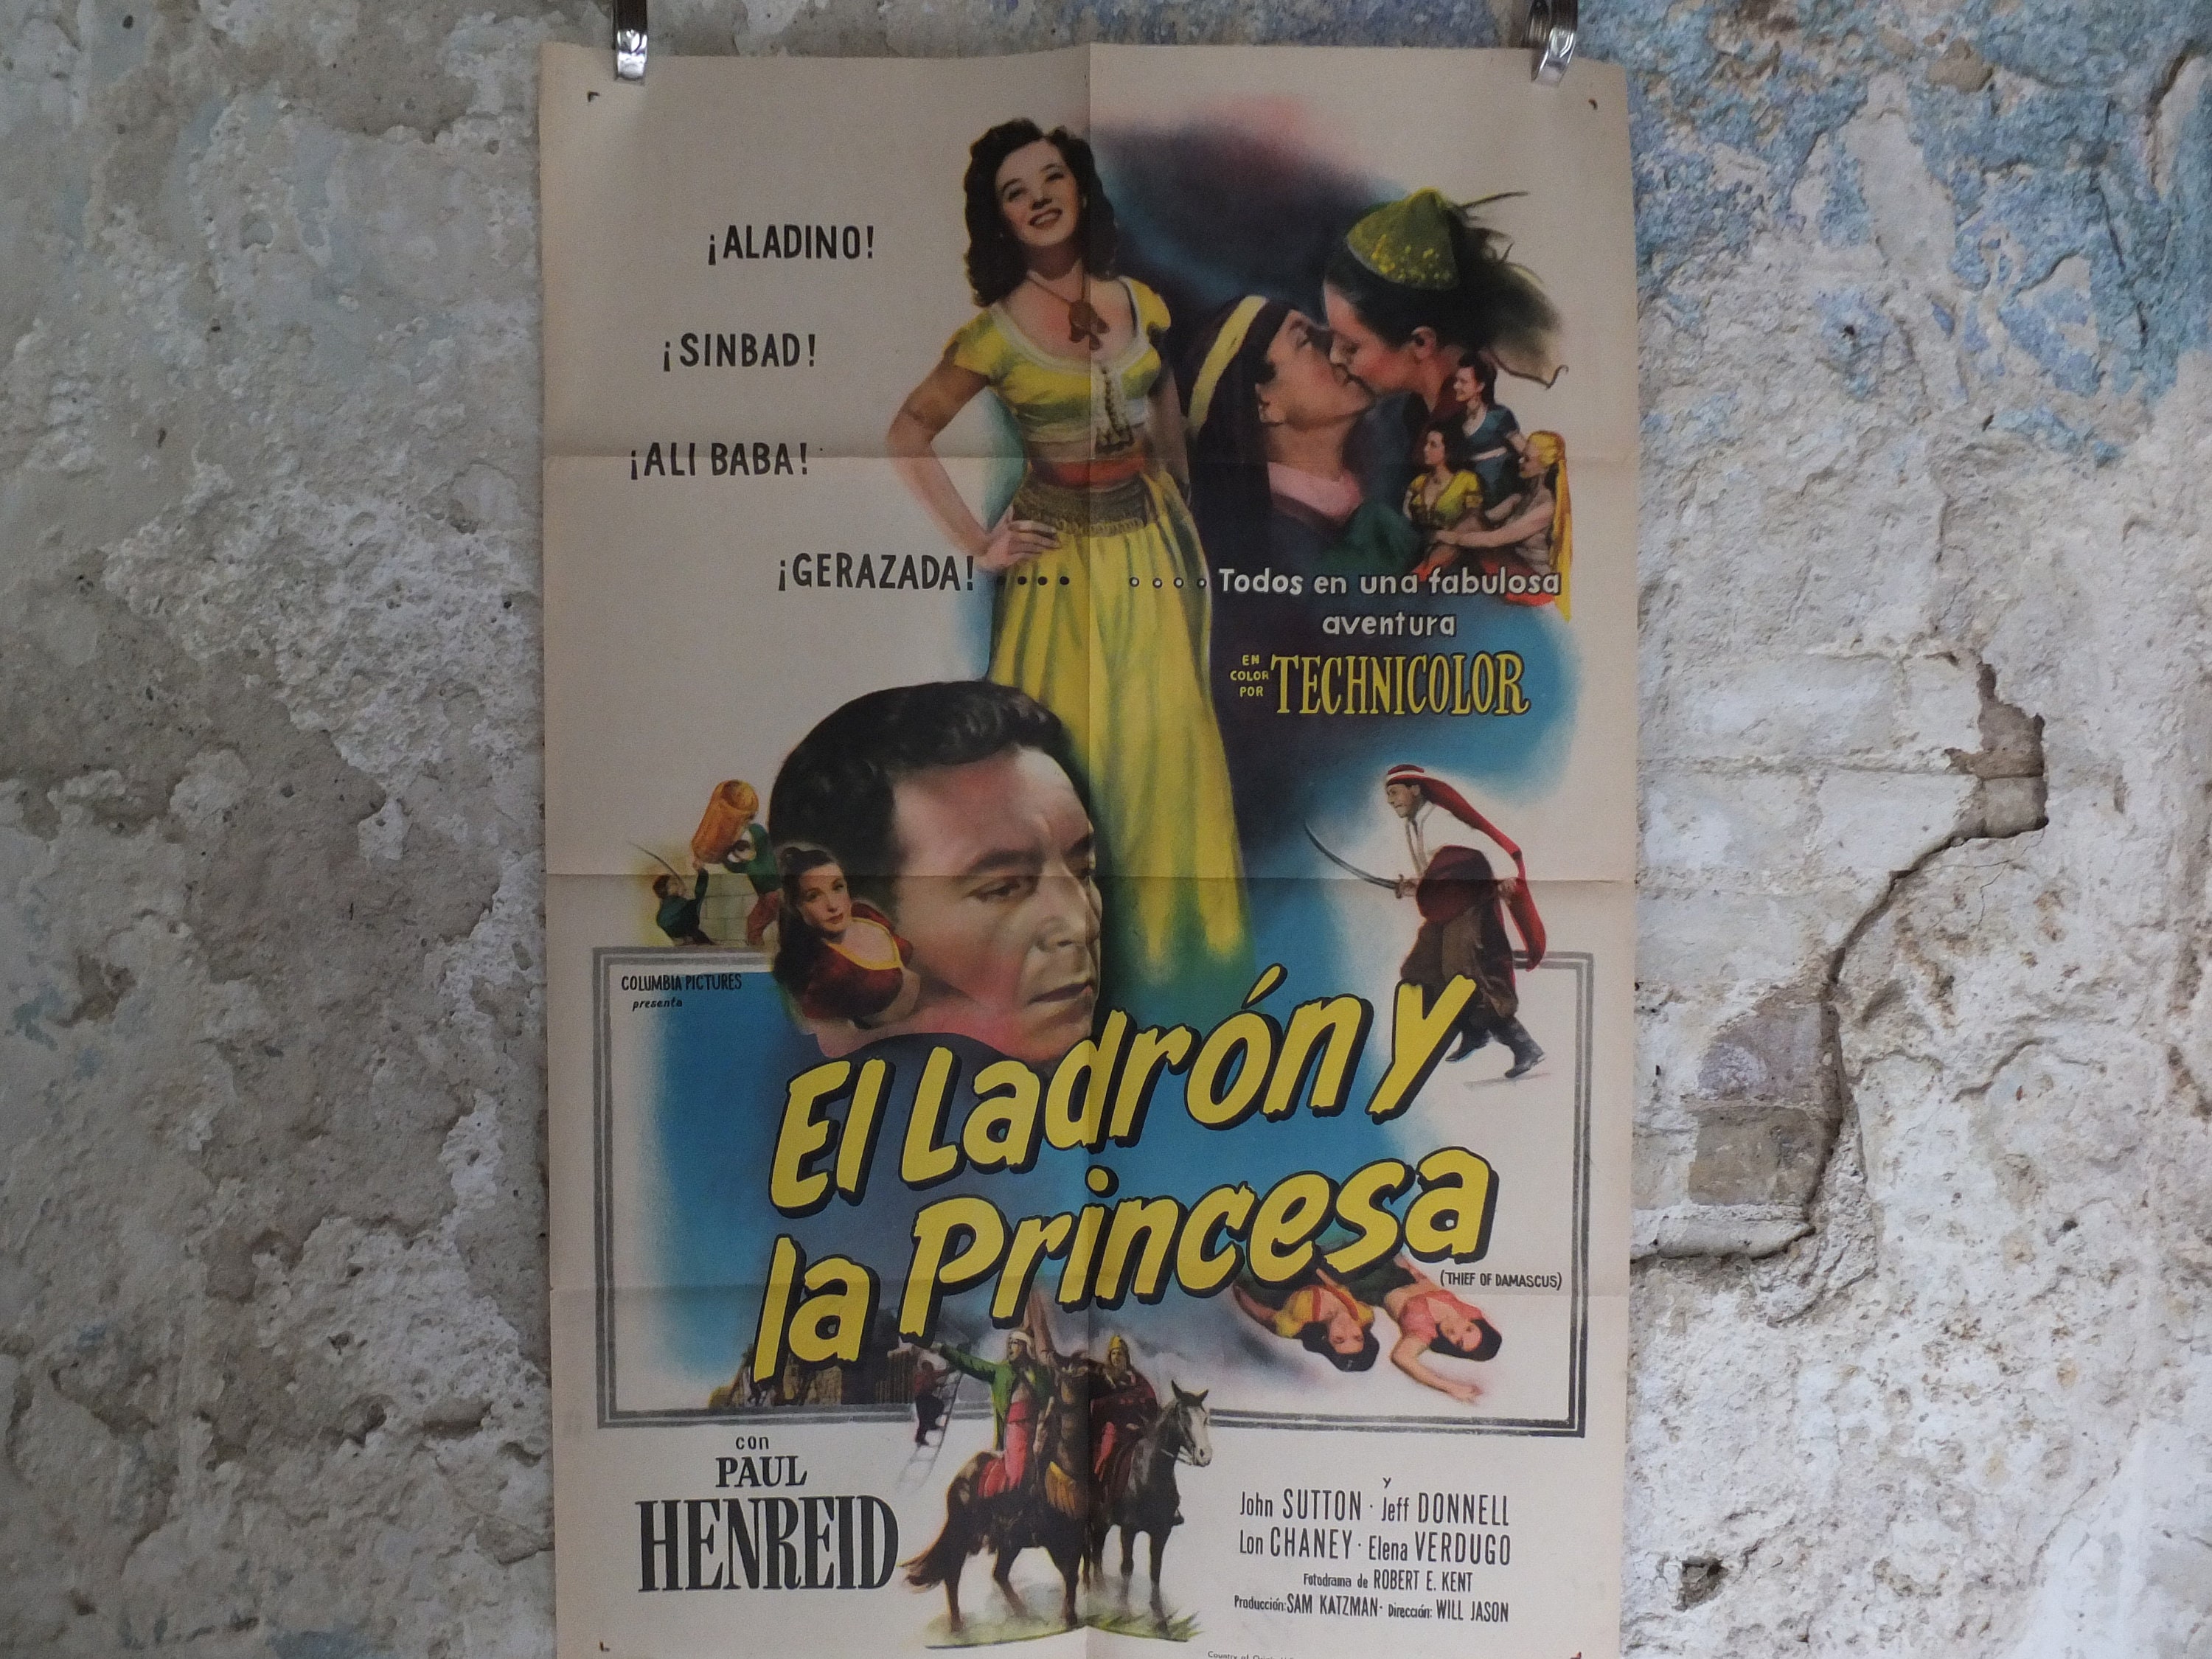 ¡ALADINO!
¡SINBAD!
¡ALI BABA!
¡GERAZADA! .... .... Todos en una fabulosa
aventura
EN
COLOR
POR
TECHNICOLOR
COLUMBIA PICTURES
presenta
El Ladrón y
la Princesa
(THIEF OF DAMASCUS)
con
PAUL
HENREID
y
John SUTTON · Jeff DONNELL
Lon CHANEY · Elena VERDUGO
Fotodrama de ROBERT E. KENT
Producción: SAM KATZMAN · Dirección: WILL JASON
Country of